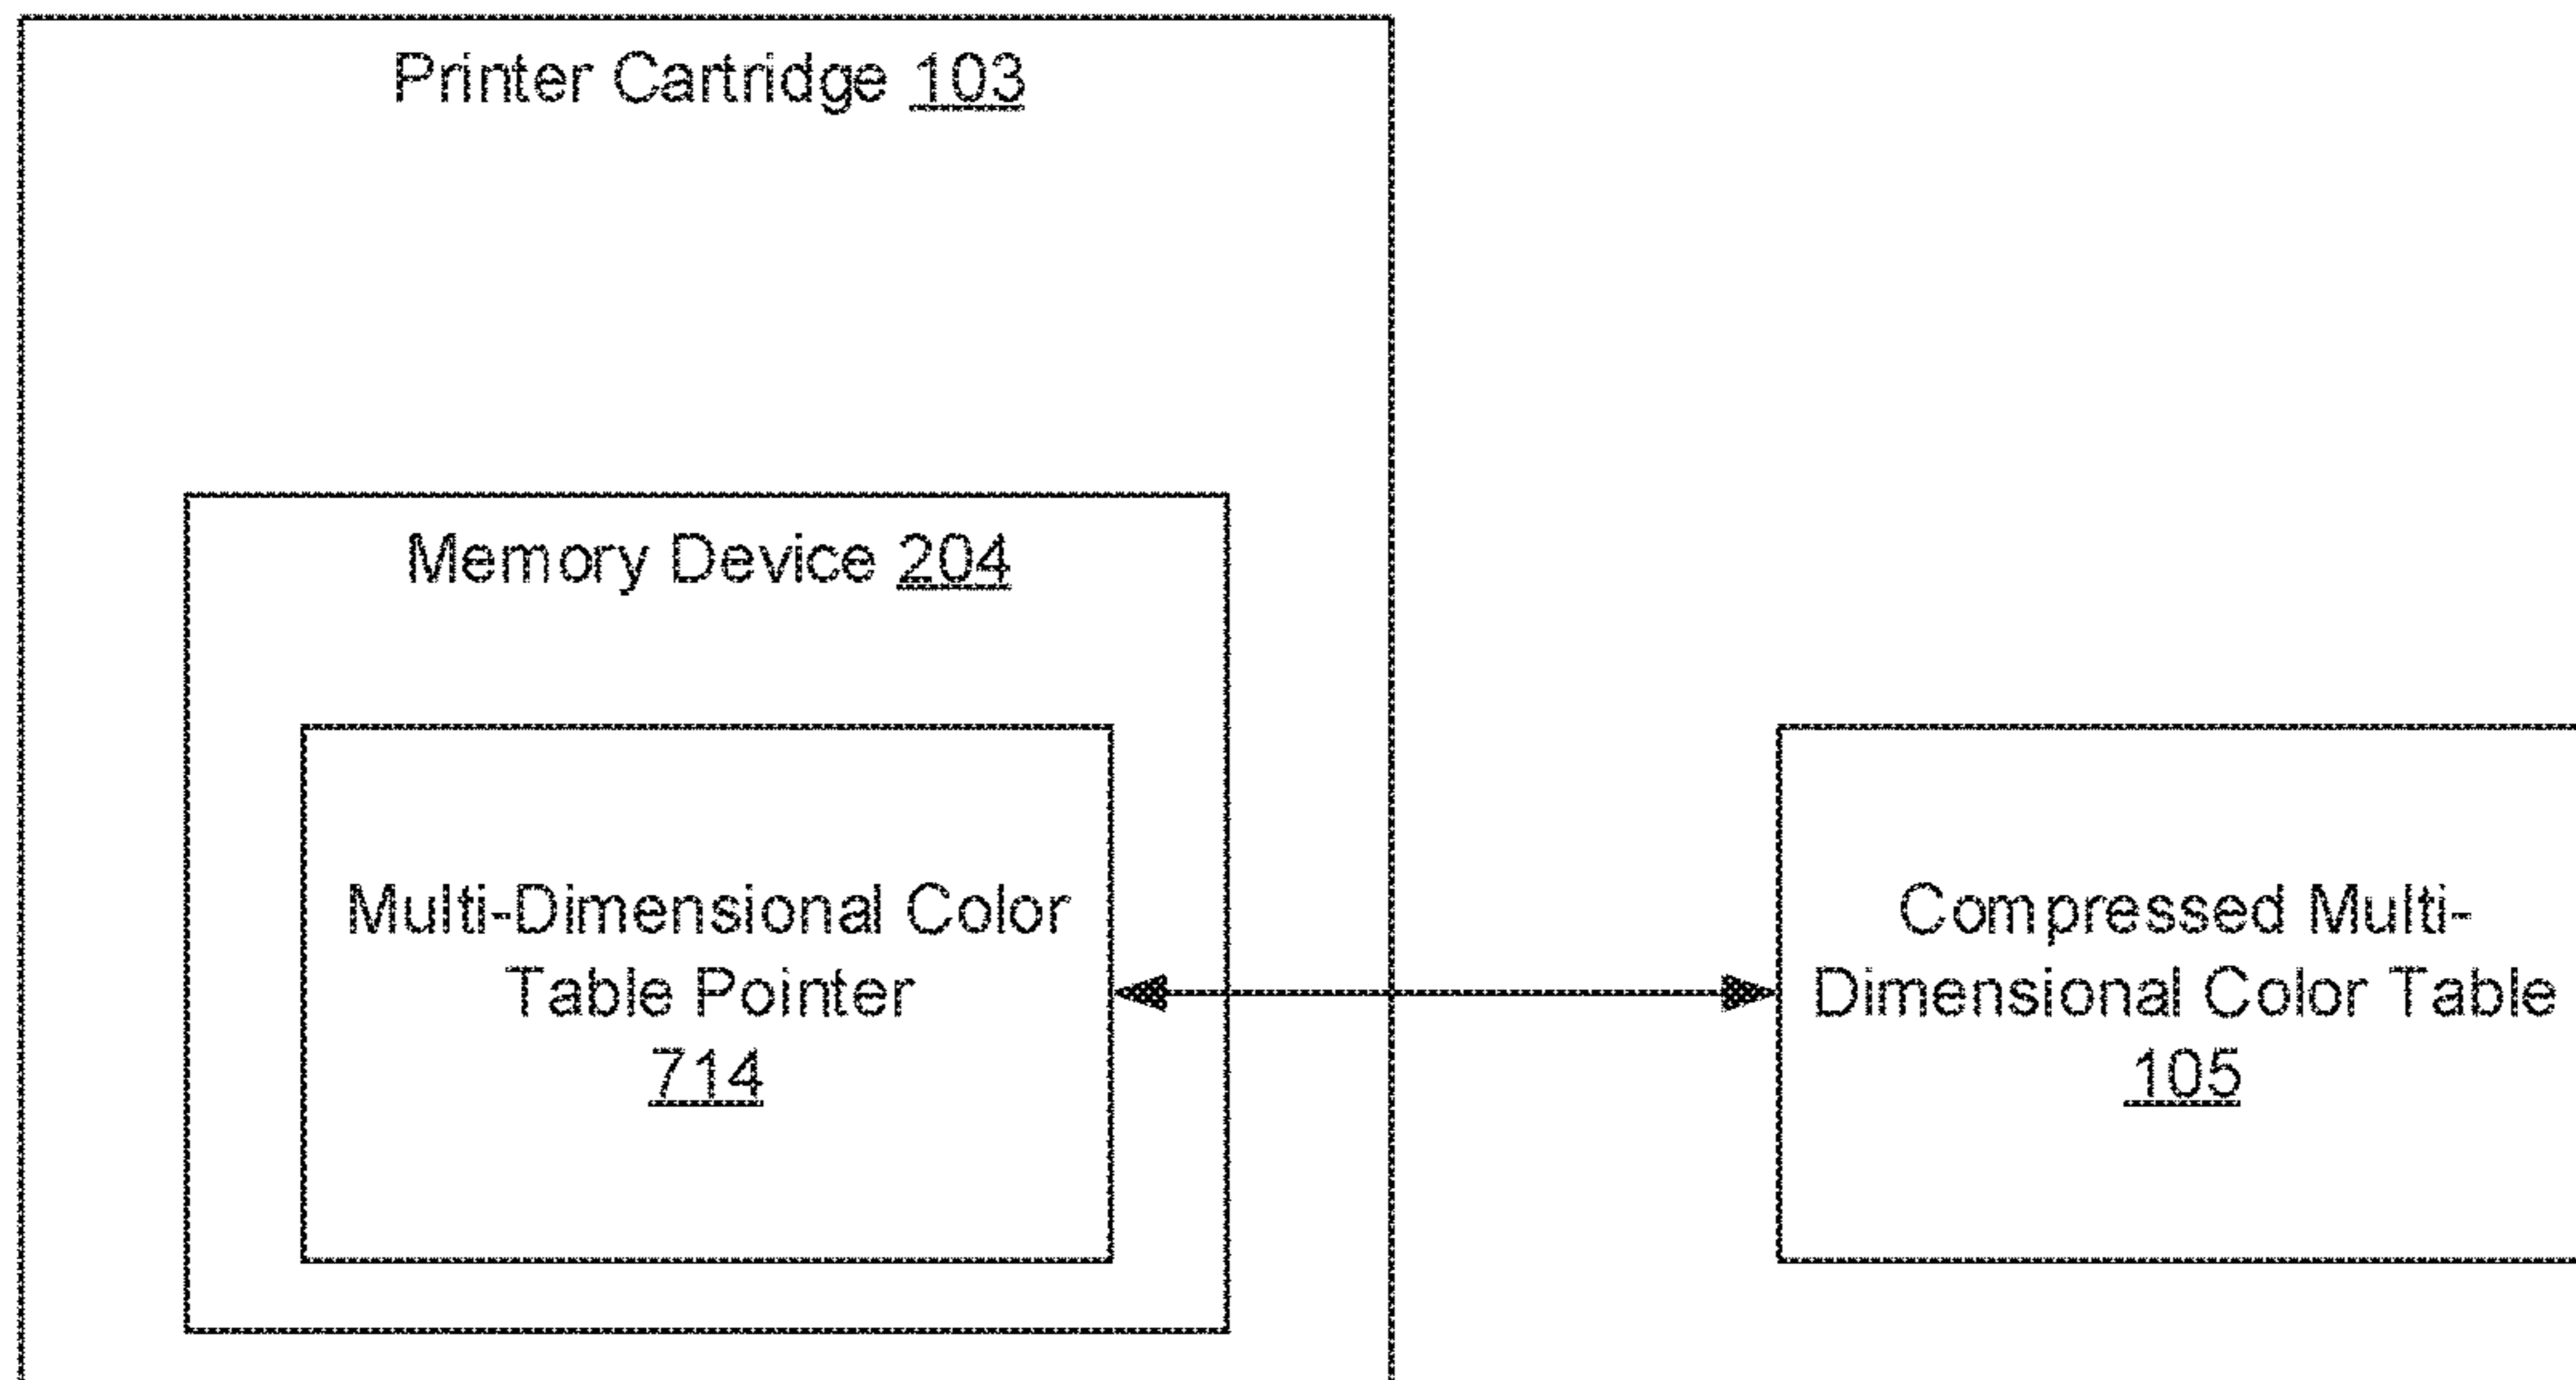 Printer Cartridge 103
Memory Device 204
Multi-Dimensional Color
Table Pointer
714
Compressed Multi-
Dimensional Color Table
105